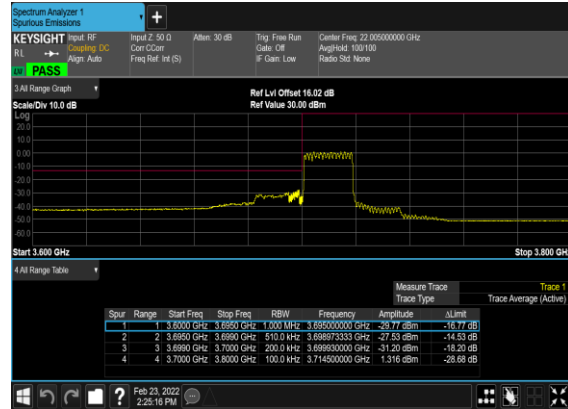 Spectrum Analyzer 1
Spurious Emissions
KEYSIGHT Input: RF Input Z: 50 Ω Atten: 30 dB Trig: Free Run Center Freq: 22.005000000 GHz
RL Coupling: DC Corr CCorr Gate: Off Avg|Hold: 100/100
Align: Auto Freq Ref: Int (S) IF Gain: Low Radio Std: None
LXI PASS
3 All Range Graph Ref Lvl Offset 16.02 dB
Scale/Div 10.0 dB Ref Value 30.00 dBm
Log
20.0
10.0
0.00
-10.0
-20.0
-30.0
-40.0
-50.0
-60.0
Start 3.600 GHz Stop 3.800 GHz
4 All Range Table
Measure Trace Trace 1
Trace Type Trace Average (Active)
Spur Range Start Freq Stop Freq RBW Frequency Amplitude ΔLimit
1 1 3.6000 GHz 3.6950 GHz 1.000 MHz 3.695000000 GHz -29.77 dBm -16.77 dB
2 2 3.6950 GHz 3.6990 GHz 510.0 kHz 3.698973333 GHz -27.53 dBm -14.53 dB
3 3 3.6990 GHz 3.7000 GHz 200.0 kHz 3.699930000 GHz -31.20 dBm -18.20 dB
4 4 3.7000 GHz 3.8000 GHz 100.0 kHz 3.714500000 GHz 1.316 dBm -28.68 dB
? Feb 23, 2022
2:25:16 PM